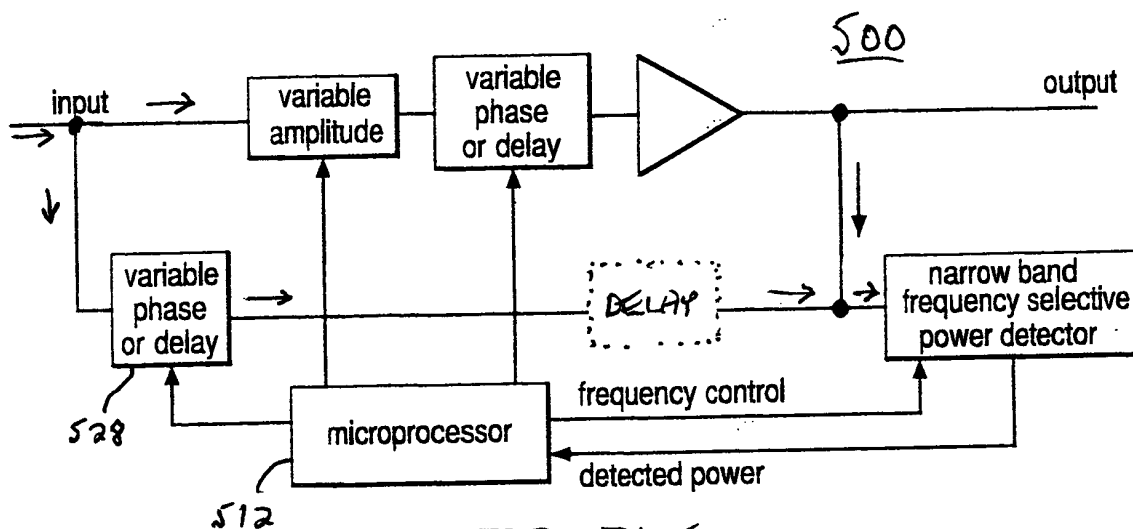 500
input
variable
amplitude
variable
phase
or delay
output
variable
phase
or delay
DELAY
narrow band
frequency selective
power detector
528
microprocessor
frequency control
detected power
512